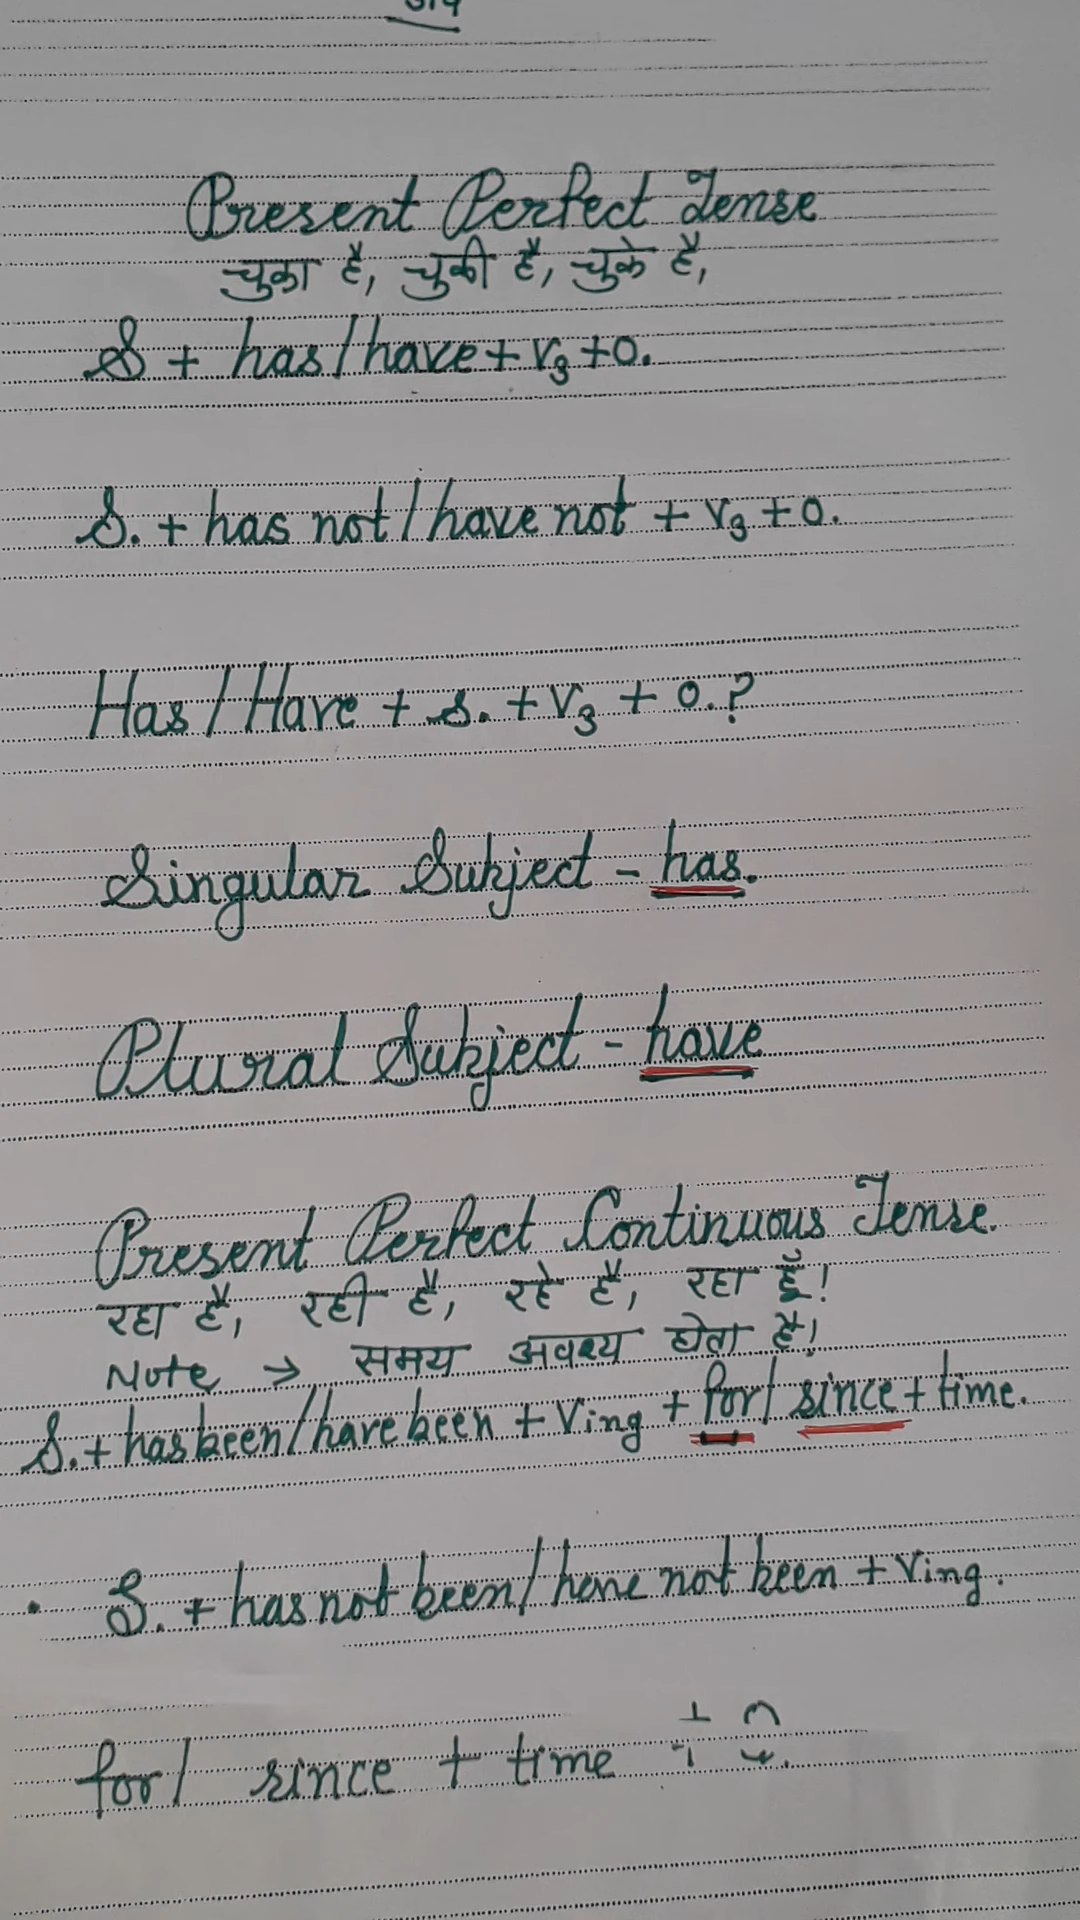 Present Perfect Tense
चुका है, चुकी है, चुके है,
S + has/have + V3 + O.
S. + has not/have not + V3 + O.
Has/Have + S. + V3 + O.?
Singular Subject - has.
Plural Subject - have
Present Perfect Continuous Tense.
रहा है, रही है, रहे है, रहा हूँ!
Note → समय अवश्य होता है!
S. + has been/have been + Ving + for/ since + time.
S. + has not been/have not been + Ving.
for/ since + time